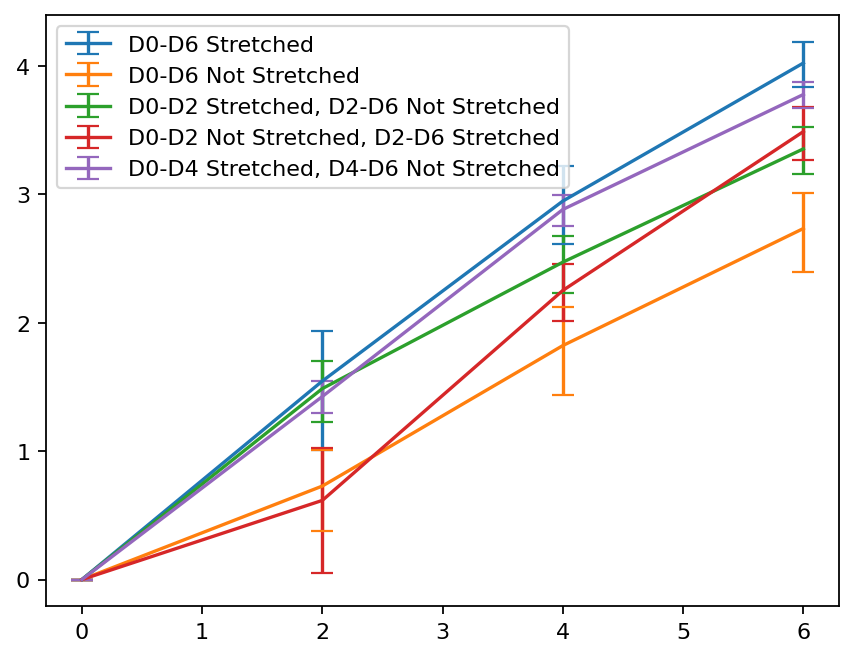 D0-D6 Stretched
D0-D6 Not Stretched
D0-D2 Stretched, D2-D6 Not Stretched
D0-D2 Not Stretched, D2-D6 Stretched
D0-D4 Stretched, D4-D6 Not Stretched
4
3
2
1
0
0 1 2 3 4 5 6